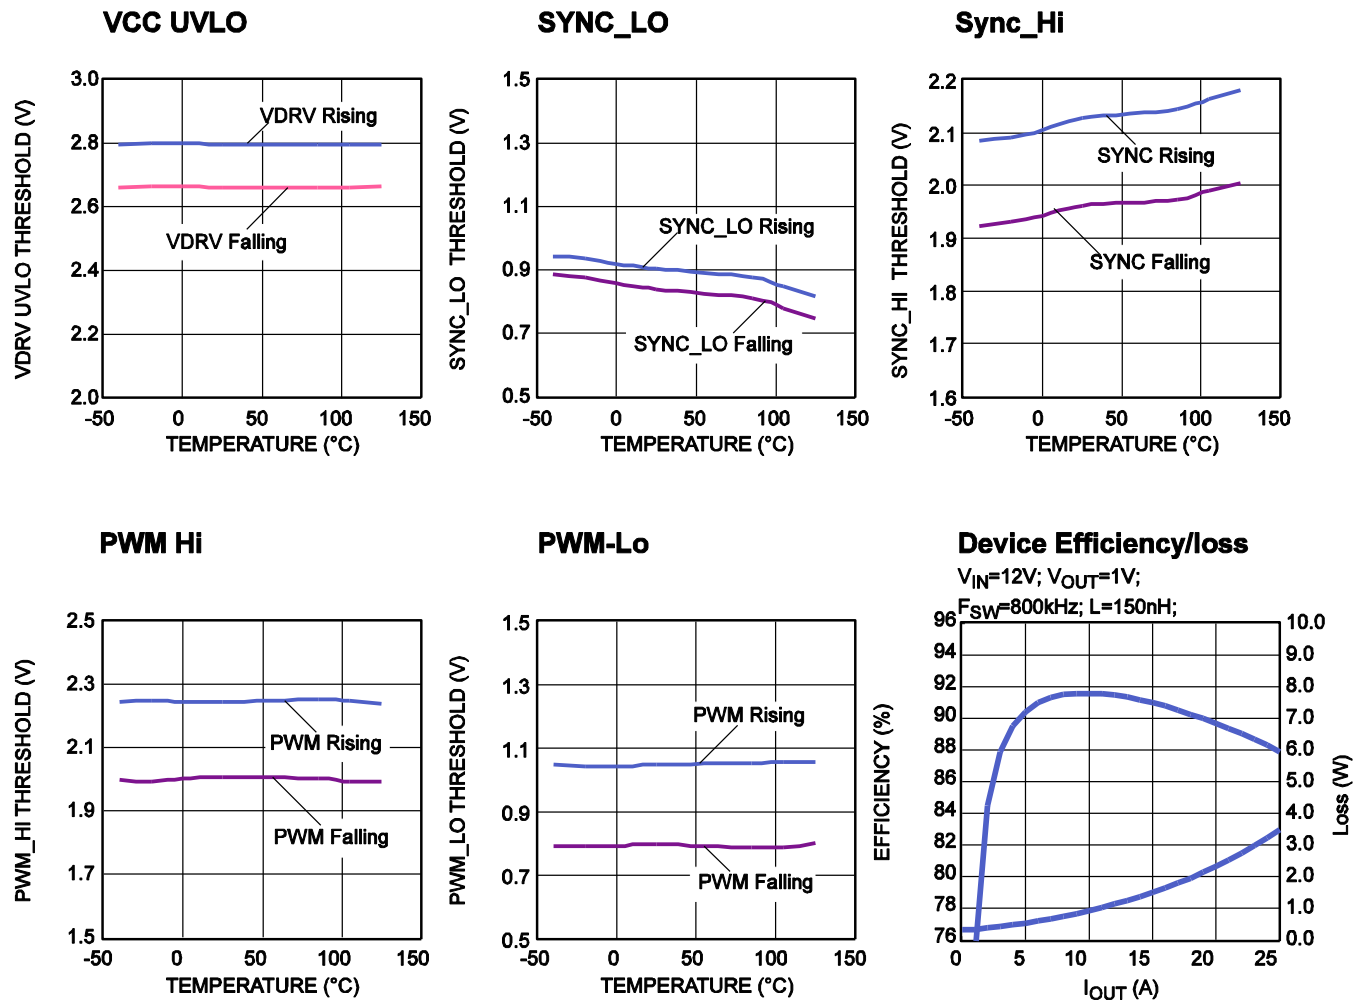 VCC UVLO
VDRV UVLO THRESHOLD (V)
3.0
2.8
2.6
2.4
2.2
2.0
VDRV Rising
VDRV Falling
-50 0 50 100 150
TEMPERATURE (°C)
SYNC_LO
SYNC_LO THRESHOLD (V)
1.5
1.3
1.1
0.9
0.7
0.5
SYNC_LO Rising
SYNC_LO Falling
-50 0 50 100 150
TEMPERATURE (°C)
Sync_Hi
SYNC_HI THRESHOLD (V)
2.2
2.1
2.0
1.9
1.8
1.7
1.6
SYNC Rising
SYNC Falling
-50 0 50 100 150
TEMPERATURE (°C)
PWM Hi
PWM_HI THRESHOLD (V)
2.5
2.3
2.1
1.9
1.7
1.5
PWM Rising
PWM Falling
-50 0 50 100 150
TEMPERATURE (°C)
PWM-Lo
PWM_LO THRESHOLD (V)
1.5
1.3
1.1
0.9
0.7
0.5
PWM Rising
PWM Falling
-50 0 50 100 150
TEMPERATURE (°C)
Device Efficiency/loss
VIN=12V; VOUT=1V;
FSW=800kHz; L=150nH;
EFFICIENCY (%)
96
94
92
90
88
86
84
82
80
78
76
10.0
9.0
8.0
7.0
6.0
5.0
4.0
3.0
2.0
1.0
0.0
Loss (W)
0 5 10 15 20 25
IOUT (A)